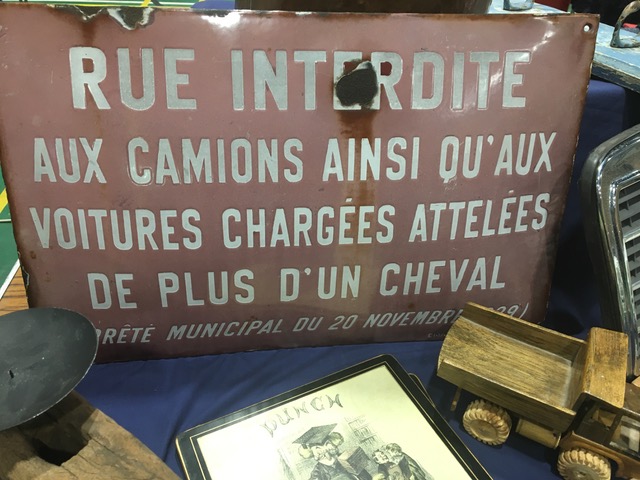 RUE INTERDITE
AUX CAMIONS AINSI QU'AUX
VOITURES CHARGÉES ATTELÉES
DE PLUS D'UN CHEVAL
MUNICIPAL DU 20 NOVEMBRE
PUNCH